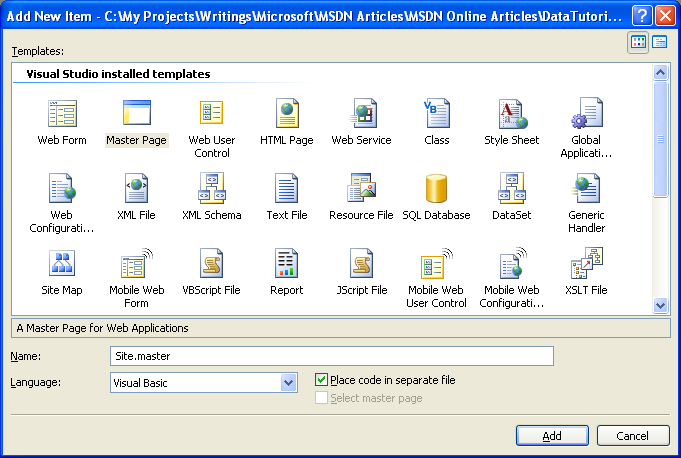 Add New Item - C:\My Projects\Writings\Microsoft\MSDN Articles\MSDN Online Articles\DataTutori...
Templates:
Visual Studio installed templates
Web Form Master Page Web User Control HTML Page Web Service Class Style Sheet Global Applicatio...
Web Configurati... XML File XML Schema Text File Resource File SQL Database DataSet Generic Handler
Site Map Mobile Web Form VBScript File Report JScript File Mobile Web User Control Mobile Web Configurati... XSLT File
A Master Page for Web Applications
Name: Site.master
Language: Visual Basic Place code in separate file
Select master page
Add Cancel